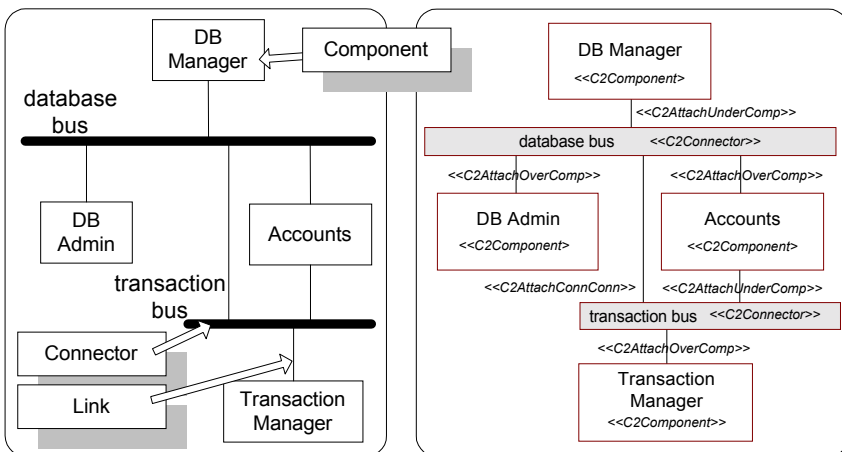 DB
Manager
Component
database
bus
DB
Admin
Accounts
transaction
bus
Connector
Link
Transaction
Manager
DB Manager
<<C2Component>
<<C2AttachUnderComp>>
database bus <<C2Connector>>
<<C2AttachOverComp>>
<<C2AttachOverComp>>
DB Admin
<<C2Component>
Accounts
<<C2Component>
<<C2AttachConnConn>>
<<C2AttachUnderComp>>
transaction bus <<C2Connector>>
<<C2AttachOverComp>>
Transaction
Manager
<<C2Component>